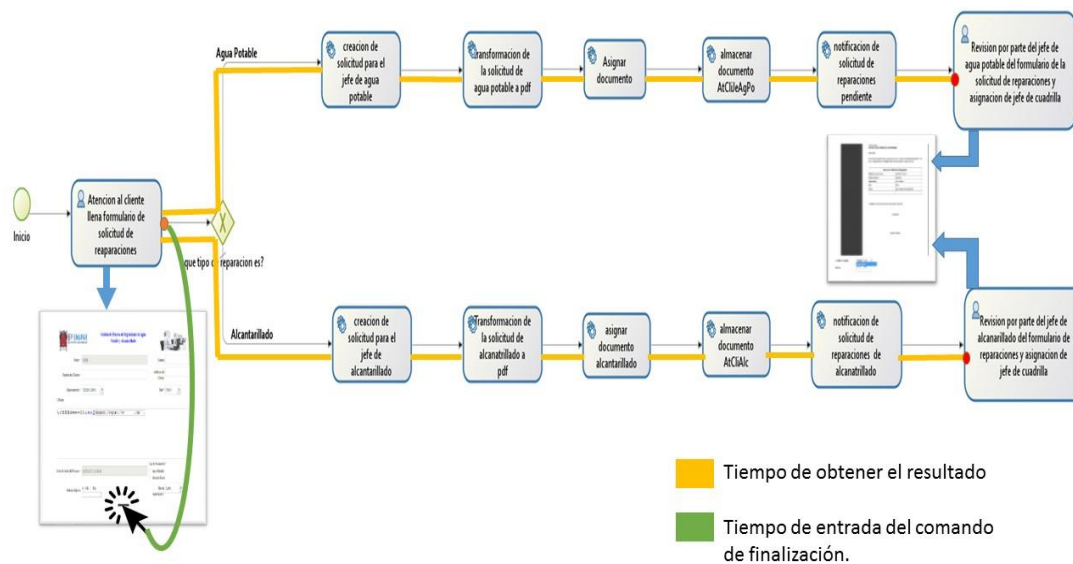 Agua Potable
creacion de
solicitud para el
jefe de agua
potable
transformacion de
la solicitud de
agua potable a pdf
Asignar
documento
almacenar
documento
AtCliJeAgPo
notificacion de
solicitud de
reparaciones
pendiente
Revision por parte del jefe de
agua potable del formulario de la
solicitud de reparaciones y
asignacion de jefe de cuadrilla
Inicio
Atencion al cliente
llena formulario de
solicitud de
reaparaciones
que tipo de reparacion es?
Alcantarillado
creacion de
solicitud para el
jefe de
alcantarillado
Transformacion de
la solicitud de
alcanatrillado a
pdf
asignar
documento
alcantarillado
almacenar
documento
AtCliAlc
notificacion de
solicitud de
reparaciones de
alcanatrillado
Revision por parte del jefe de
alcanarillado del formulario de
reparaciones y asignacion de
jefe de cuadrilla
Tiempo de obtener el resultado
Tiempo de entrada del comando
de finalización.